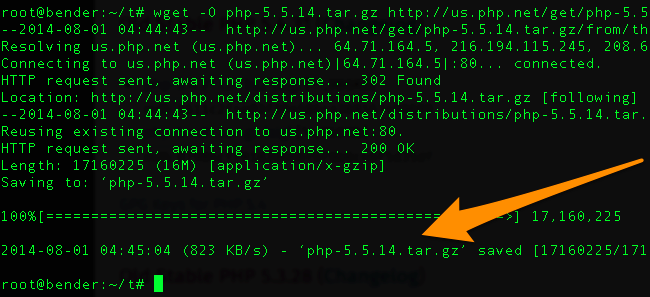 root@bender:~/t# wget -O php-5.5.14.tar.gz http://us.php.net/get/php-5.5
--2014-08-01 04:44:43--  http://us.php.net/get/php-5.5.14.tar.gz/from/th
Resolving us.php.net (us.php.net)... 64.71.164.5, 216.194.115.245, 208.6
Connecting to us.php.net (us.php.net)|64.71.164.5|:80... connected.
HTTP request sent, awaiting response... 302 Found
Location: http://us.php.net/distributions/php-5.5.14.tar.gz [following]
--2014-08-01 04:44:43--  http://us.php.net/distributions/php-5.5.14.tar.
Reusing existing connection to us.php.net:80.
HTTP request sent, awaiting response... 200 OK
Length: 17160225 (16M) [application/x-gzip]
Saving to: ‘php-5.5.14.tar.gz’
100%[================================================>] 17,160,225
2014-08-01 04:45:04 (823 KB/s) - ‘php-5.5.14.tar.gz’ saved [17160225/171
root@bender:~/t#